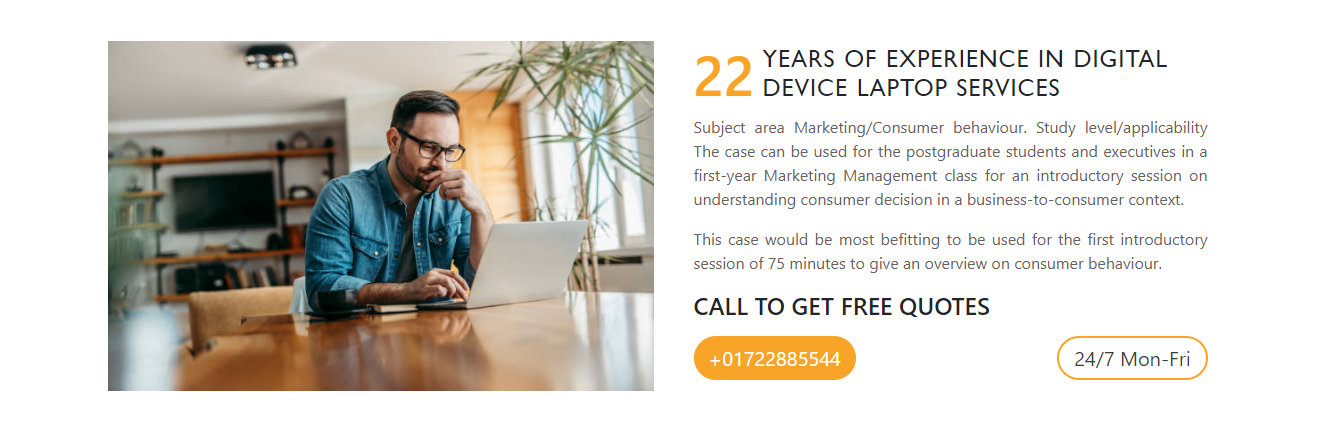 22 YEARS OF EXPERIENCE IN DIGITAL
DEVICE LAPTOP SERVICES
Subject area Marketing/Consumer behaviour. Study level/applicability
The case can be used for the postgraduate students and executives in a
first-year Marketing Management class for an introductory session on
understanding consumer decision in a business-to-consumer context.
This case would be most befitting to be used for the first introductory
session of 75 minutes to give an overview on consumer behaviour.
CALL TO GET FREE QUOTES
+01722885544
24/7 Mon-Fri